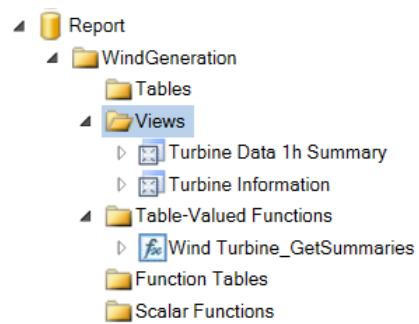 Report
WindGeneration
Tables
Views
Turbine Data 1h Summary
Turbine Information
Table-Valued Functions
fx Wind Turbine_GetSummaries
Function Tables
Scalar Functions